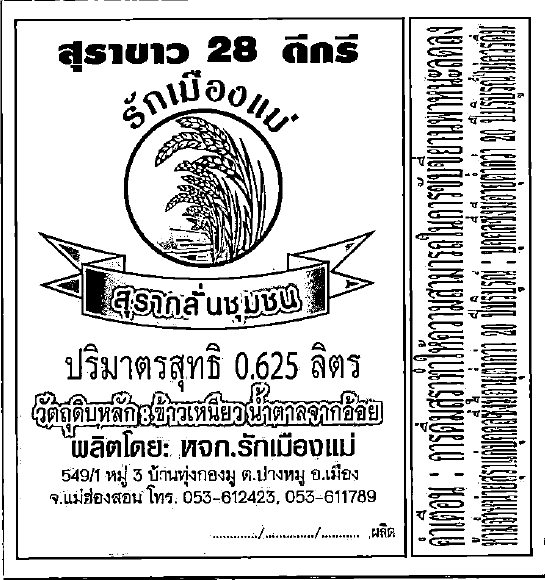 สุราขาว 28 ดีกรี
รักเมืองแม่
สุรากลั่นชุมชน
ปริมาตรสุทธิ 0.625 ลิตร
วัตถุดิบหลัก : ข้าวเหนียว น้ำตาลจากอ้อย
ผลิตโดย: หจก.รักเมืองแม่
549/1 หมู่ 3 บ้านทุ่งกองมู ต.ปางหมู อ.เมือง
จ.แม่ฮ่องสอน โทร. 053-612423, 053-611789
............/................/........... ผลิต
คำเตือน : การดื่มสุราทำให้ความสามารถในการขับขี่ยานพาหนะลดลง
ห้ามจำหน่ายสุราแก่บุคคลซึ่งมีอายุต่ำกว่า 20 ปีบริบูรณ์ : บุคคลซึ่งมีอายุต่ำกว่า 20 ปีบริบูรณ์ไม่ควรดื่ม